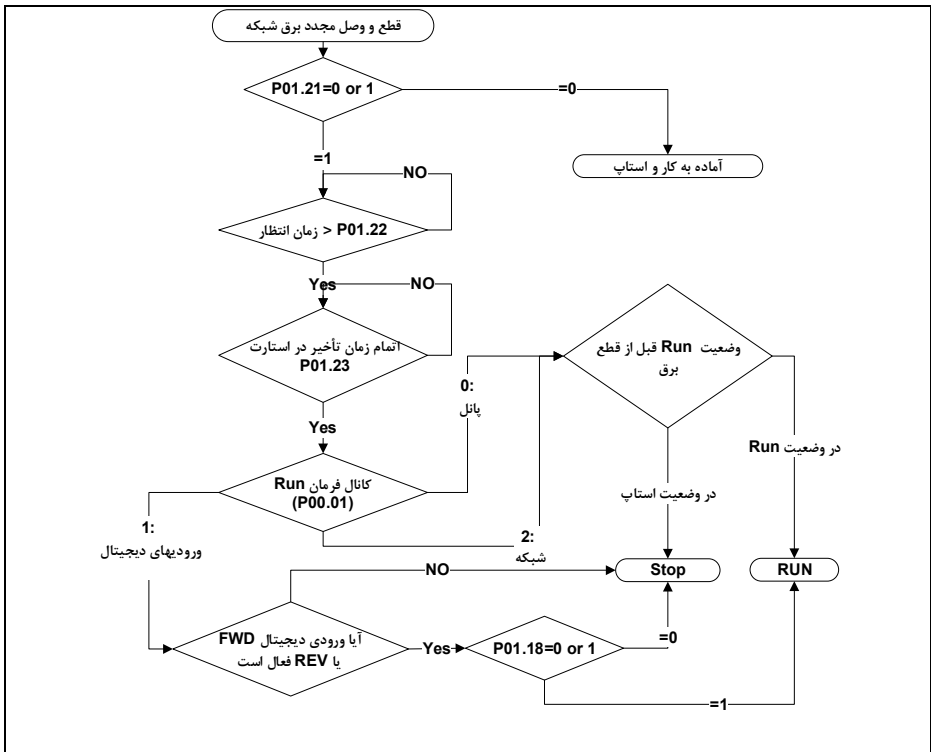 قطع و وصل مجدد برق شبکه
P01.21=0 or 1
=0
=1
آماده به کار و استاپ
NO
زمان انتظار > P01.22
Yes
NO
اتمام زمان تأخیر در استارت
P01.23
وضعیت Run قبل از قطع
برق
0:
پانل
Yes
در وضعیت Run
کانال فرمان Run
(P00.01)
در وضعیت استاپ
1:
ورودیهای دیجیتال
2:
شبکه
NO
Stop
RUN
آیا ورودی دیجیتال FWD
یا REV فعال است
Yes
P01.18=0 or 1
=0
=1